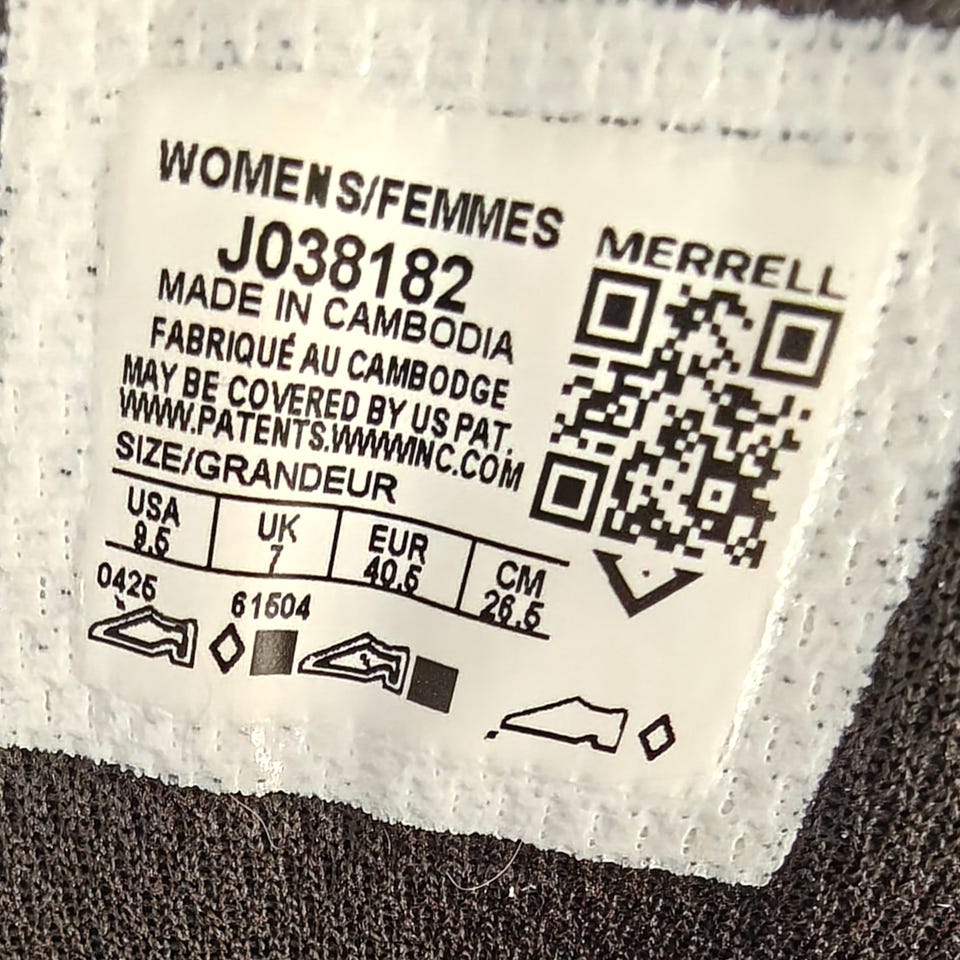 WOMENS/FEMMES
J038182
MADE IN CAMBODIA
FABRIQUÉ AU CAMBODGE
MAY BE COVERED BY US PAT.
WWW.PATENTS.WWWINC.COM
SIZE/GRANDEUR
USA UK EUR CM
9.5 7 40.5 26.5
0425 61504
MERRELL